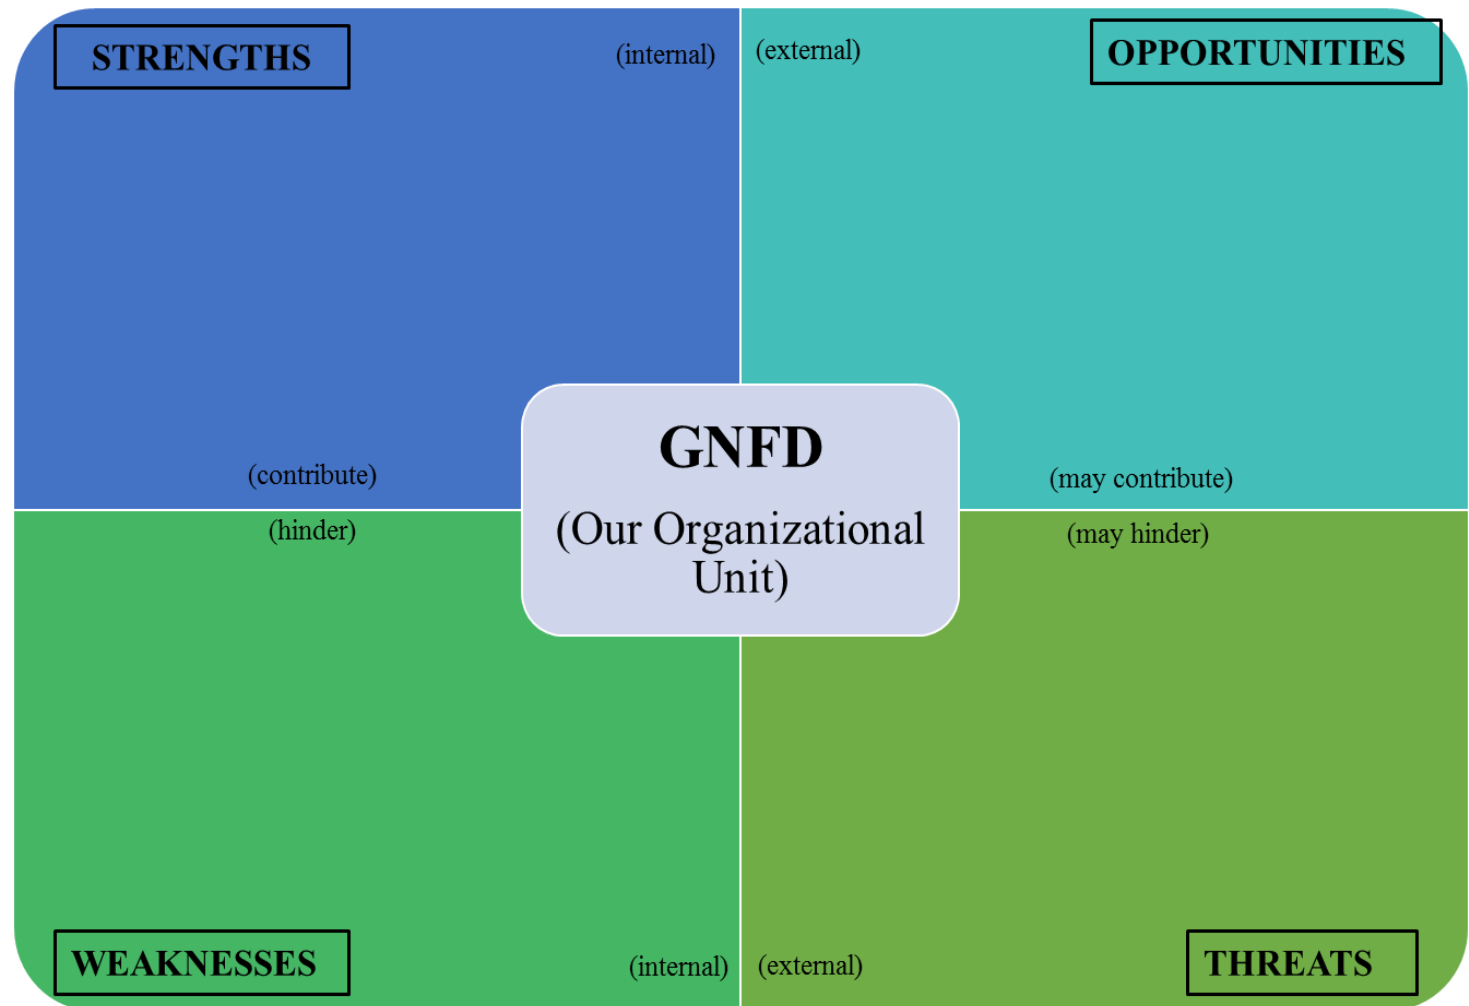 STRENGTHS
(internal)
(external)
OPPORTUNITIES
(contribute)
(may contribute)
GNFD
(Our Organizational
Unit)
(hinder)
(may hinder)
WEAKNESSES
(internal)
(external)
THREATS